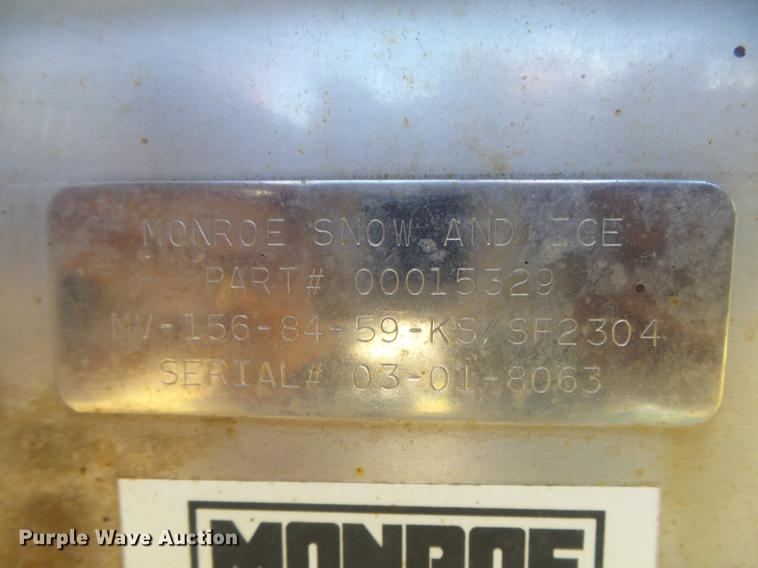 MONROE SNOW AND ICE
PART# 00015329
MV-156-84-59-KS/SF2304
SERIAL# 03-01-8063
MONROE
Purple Wave Auction®